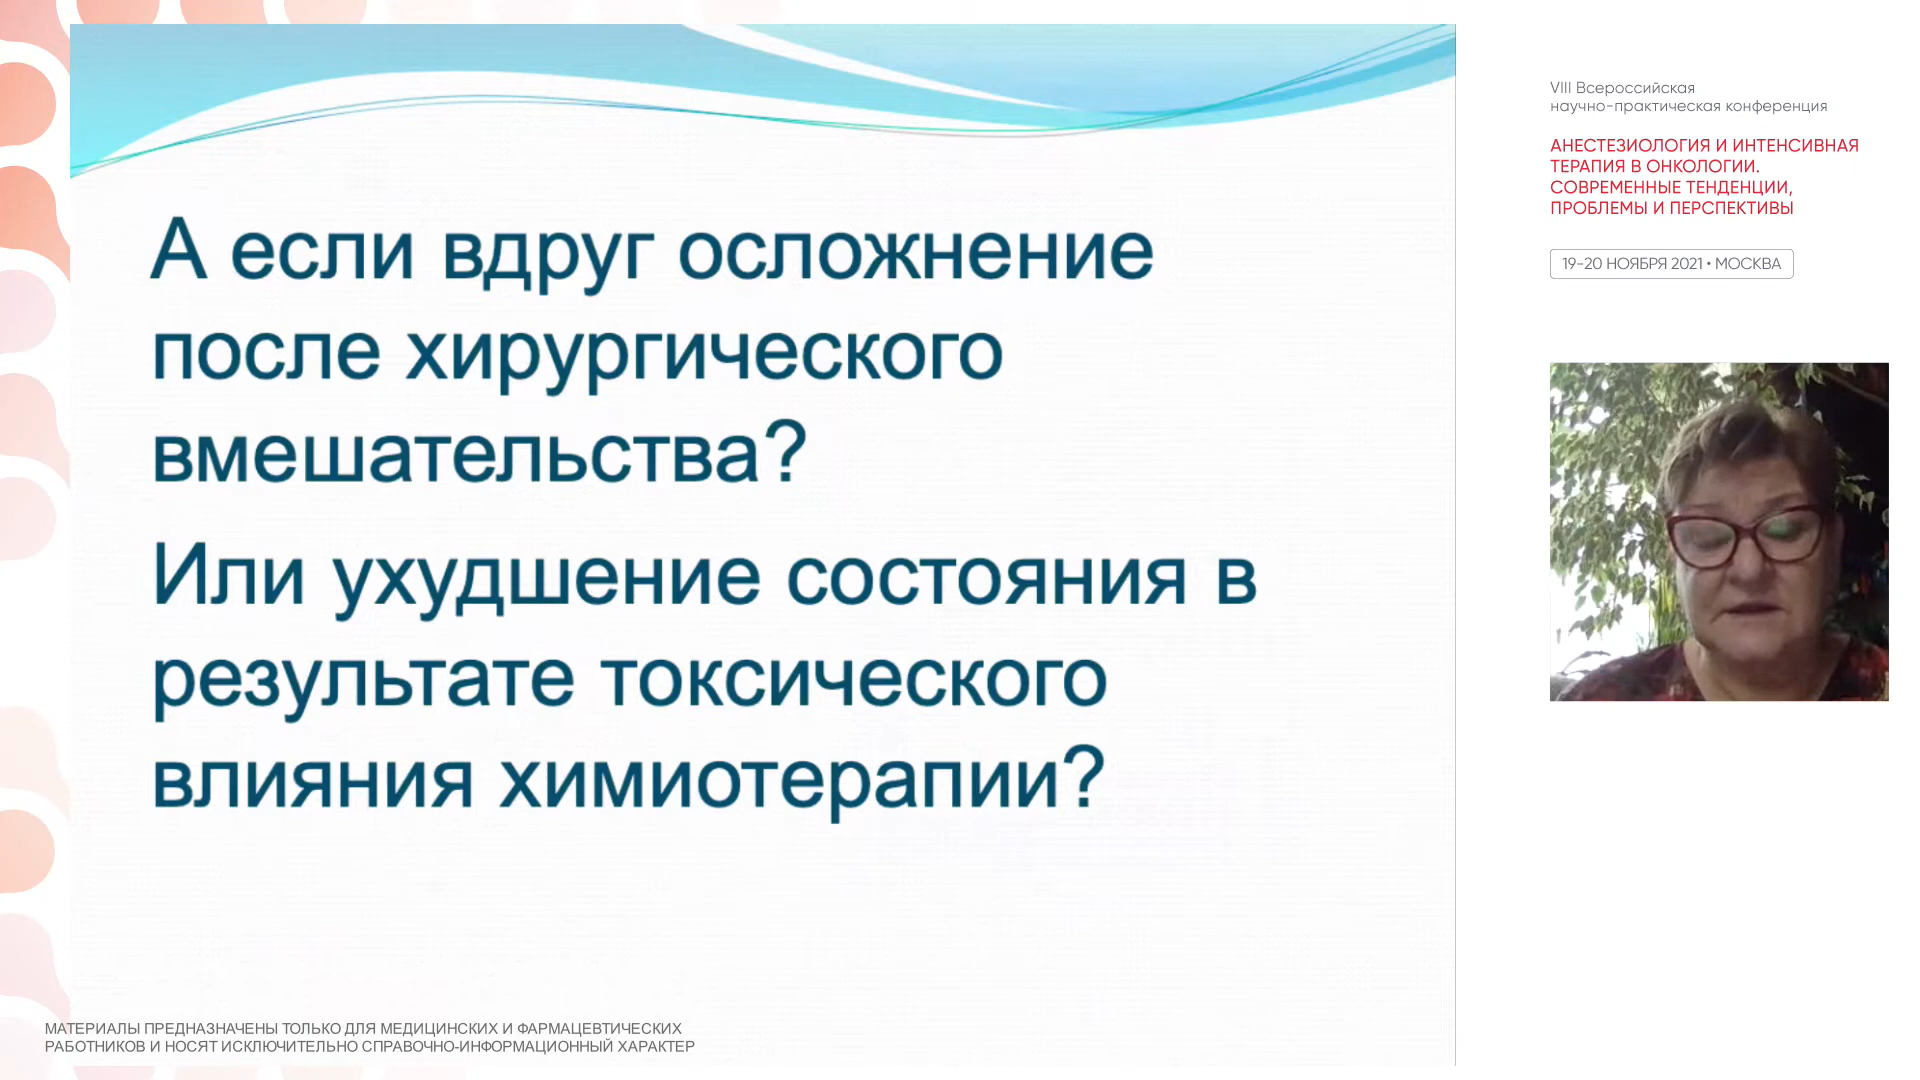 А если вдруг осложнение
после хирургического
вмешательства?
Или ухудшение состояния в
результате токсического
влияния химиотерапии?
VIII Всероссийская
научно-практическая конференция
АНЕСТЕЗИОЛОГИЯ И ИНТЕНСИВНАЯ
ТЕРАПИЯ В ОНКОЛОГИИ.
СОВРЕМЕННЫЕ ТЕНДЕНЦИИ,
ПРОБЛЕМЫ И ПЕРСПЕКТИВЫ
19-20 НОЯБРЯ 2021 • МОСКВА
МАТЕРИАЛЫ ПРЕДНАЗНАЧЕНЫ ТОЛЬКО ДЛЯ МЕДИЦИНСКИХ И ФАРМАЦЕВТИЧЕСКИХ
РАБОТНИКОВ И НОСЯТ ИСКЛЮЧИТЕЛЬНО СПРАВОЧНО-ИНФОРМАЦИОННЫЙ ХАРАКТЕР